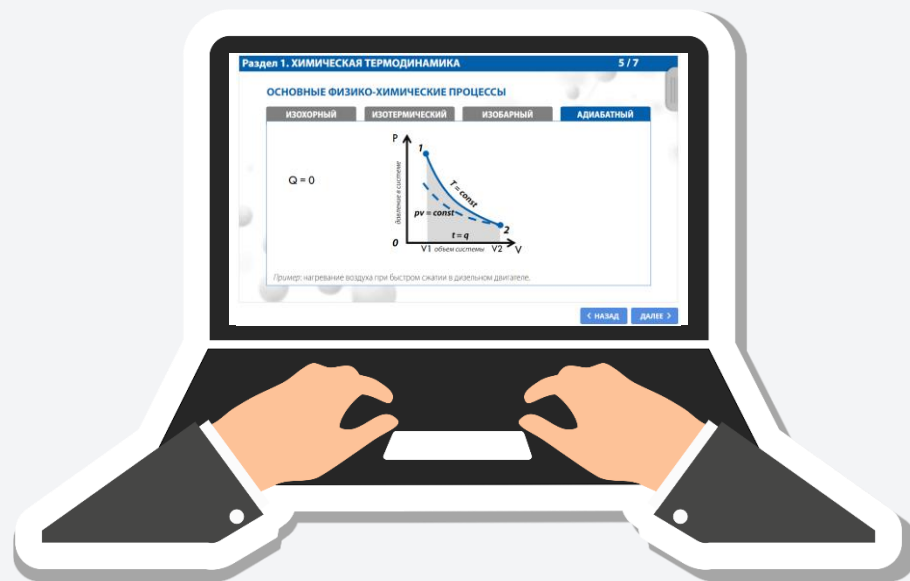 Раздел 1. ХИМИЧЕСКАЯ ТЕРМОДИНАМИКА 5 / 7
ОСНОВНЫЕ ФИЗИКО-ХИМИЧЕСКИЕ ПРОЦЕССЫ
ИЗОХОРНЫЙ ИЗОТЕРМИЧЕСКИЙ ИЗОБАРНЫЙ АДИАБАТНЫЙ
P
1
давление в системе
Q = 0
T = const
pv = const
2
t = q
0
V1 объем системы V2 V
Пример: нагревание воздуха при быстром сжатии в дизельном двигателе.
< НАЗАД ДАЛЕЕ >